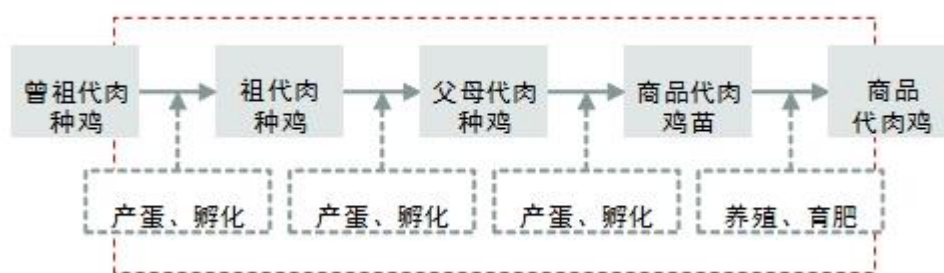 曾祖代肉
种鸡
祖代肉
种鸡
父母代肉
种鸡
商品代肉
鸡苗
商品
代肉鸡
产蛋、孵化
产蛋、孵化
产蛋、孵化
养殖、育肥